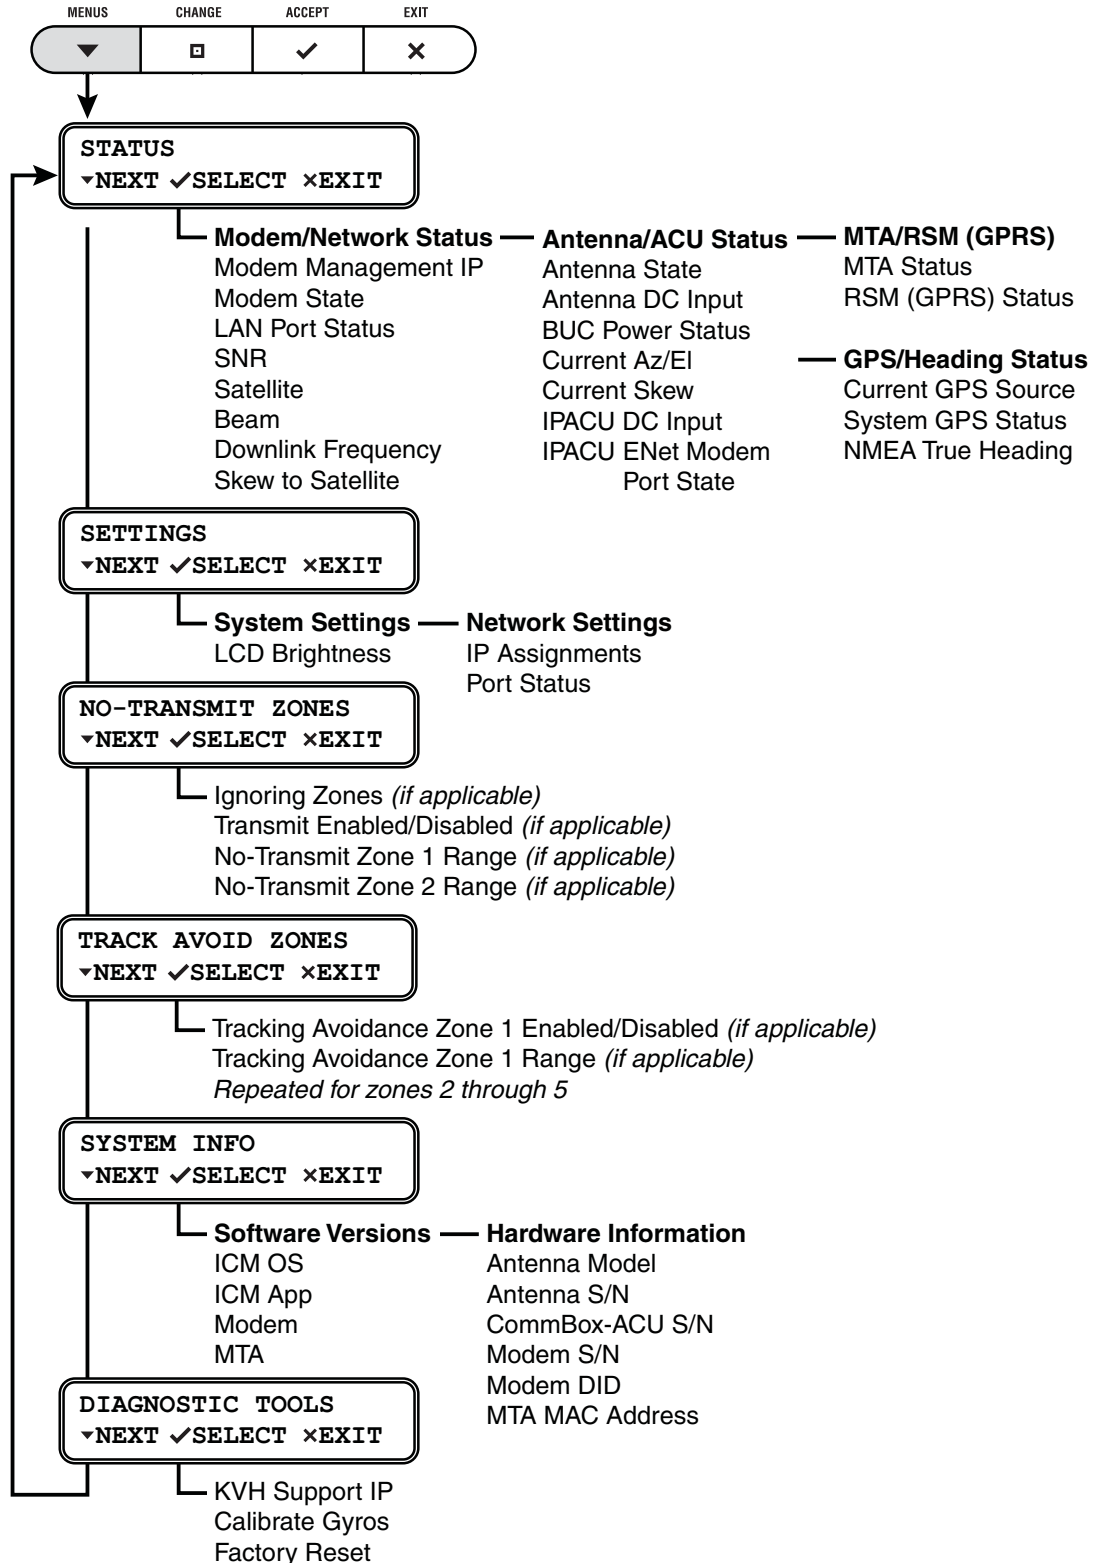 MENUS CHANGE ACCEPT EXIT
STATUS
NEXT SELECT EXIT
Modem/Network Status
Modem Management IP
Modem State
LAN Port Status
SNR
Satellite
Beam
Downlink Frequency
Skew to Satellite
Antenna/ACU Status
Antenna State
Antenna DC Input
BUC Power Status
Current Az/El
Current Skew
IPACU DC Input
IPACU ENet Modem
Port State
MTA/RSM (GPRS)
MTA Status
RSM (GPRS) Status
GPS/Heading Status
Current GPS Source
System GPS Status
NMEA True Heading
SETTINGS
NEXT SELECT EXIT
System Settings
LCD Brightness
Network Settings
IP Assignments
Port Status
NO-TRANSMIT ZONES
NEXT SELECT EXIT
Ignoring Zones (if applicable)
Transmit Enabled/Disabled (if applicable)
No-Transmit Zone 1 Range (if applicable)
No-Transmit Zone 2 Range (if applicable)
TRACK AVOID ZONES
NEXT SELECT EXIT
Tracking Avoidance Zone 1 Enabled/Disabled (if applicable)
Tracking Avoidance Zone 1 Range (if applicable)
Repeated for zones 2 through 5
SYSTEM INFO
NEXT SELECT EXIT
Software Versions
ICM OS
ICM App
Modem
MTA
Hardware Information
Antenna Model
Antenna S/N
CommBox-ACU S/N
Modem S/N
Modem DID
MTA MAC Address
DIAGNOSTIC TOOLS
NEXT SELECT EXIT
KVH Support IP
Calibrate Gyros
Factory Reset